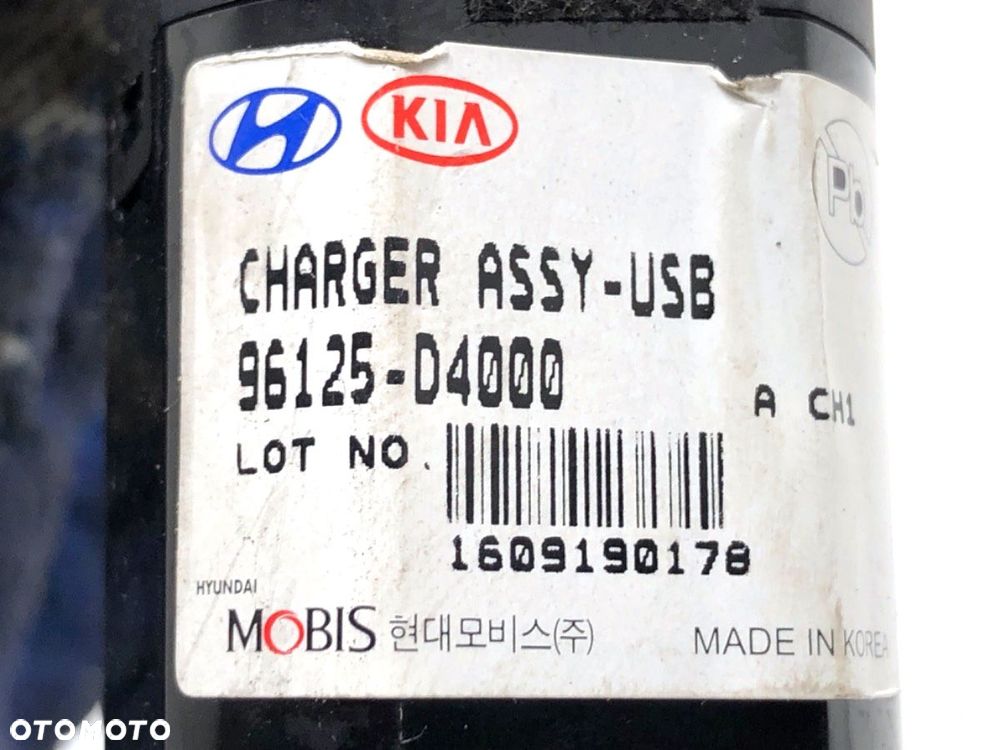 KIA
Pb
CHARGER ASSY-USB
96125-D4000
A CH1
LOT NO.
1609190178
HYUNDAI
MOBIS 현대모비스(주)
MADE IN KOREA
OTOMOTO